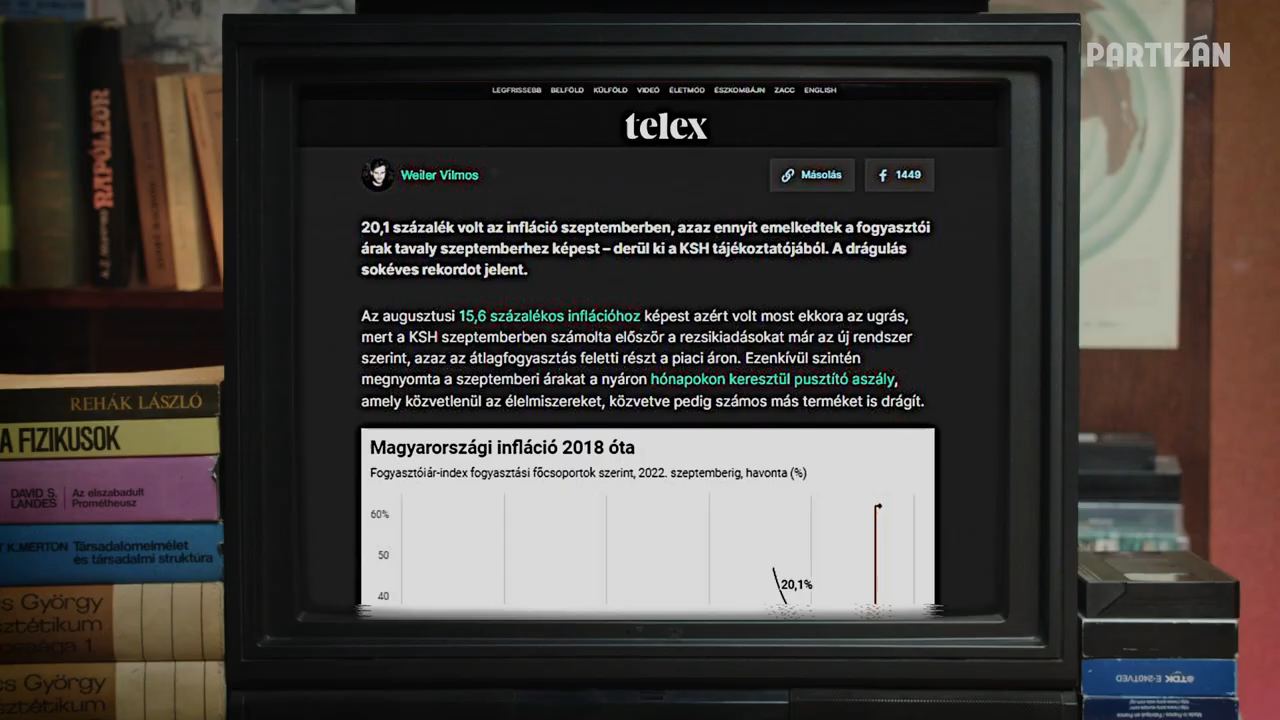 PARTIZÁN
LEGFRISSEBB BELFÖLD KÜLFÖLD VIDEÓ ÉLETMÓD ÉSZKOMBÁJN ZACC ENGLISH
telex
Weiler Vilmos
Másolás
1449
20,1 százalék volt az infláció szeptemberben, azaz ennyit emelkedtek a fogyasztói
árak tavaly szeptemberhez képest – derül ki a KSH tájékoztatójából. A drágulás
sokéves rekordot jelent.
Az augusztusi 15,6 százalékos inflációhoz képest azért volt most ekkora az ugrás,
mert a KSH szeptemberben számolta először a rezsikiadásokat már az új rendszer
szerint, azaz az átlagfogyasztás feletti részt a piaci áron. Ezenkívül szintén
megnyomta a szeptemberi árakat a nyáron hónapokon keresztül pusztító aszály,
amely közvetlenül az élelmiszereket, közvetve pedig számos más terméket is drágít.
Magyarországi infláció 2018 óta
Fogyasztóiár-index fogyasztási főcsoportok szerint, 2022. szeptemberig, havonta (%)
60%
50
40
20,1%
REHÁK LÁSZLÓ
A FIZIKUSOK
DAVID S.
LANDES
Az elszabadult
Prométheusz
K. MERTON
Társadalomelmélet
és társadalmi struktúra
György
György
TDK E-240TVED